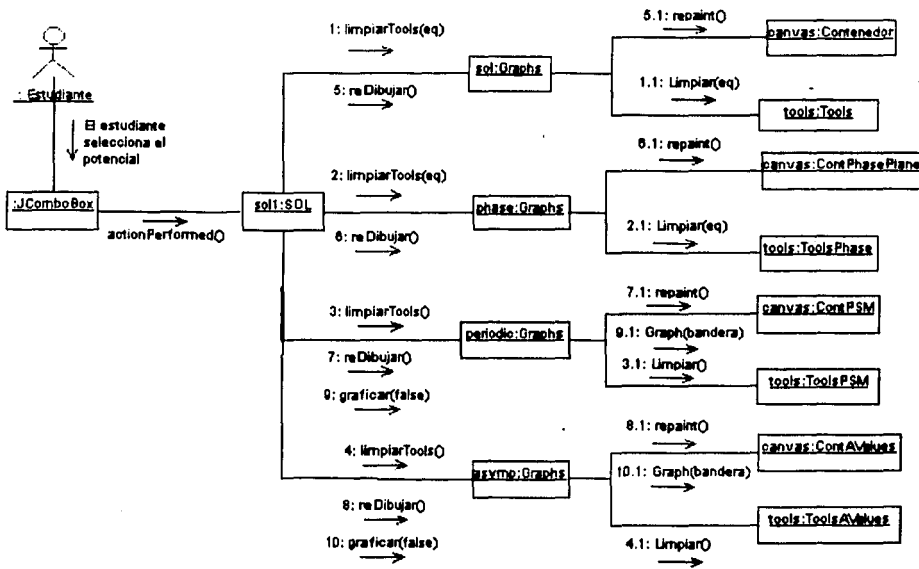 1: limpiarTools(eq)
5: reDibujar()
sol:Graphs
5.1: repaint()
canvas:Contenedor
1.1: Limpiar(eq)
tools:Tools
: Estudiante
El estudiante
selecciona el
potencial
:JComboBox
actionPerformed()
sol1:SOL
2: limpiarTools(eq)
6: reDibujar()
phase:Graphs
6.1: repaint()
canvas:ContPhasePlane
2.1: Limpiar(eq)
tools:ToolsPhase
3: limpiarTools()
7: reDibujar()
9: graficar(false)
periodic:Graphs
7.1: repaint()
canvas:ContPSM
9.1: Graph(bandera)
3.1: Limpiar()
tools:ToolsPSM
4: limpiarTools()
8: reDibujar()
10: graficar(false)
asymp:Graphs
8.1: repaint()
canvas:ContAValues
10.1: Graph(bandera)
tools:ToolsAValues
4.1: Limpiar()